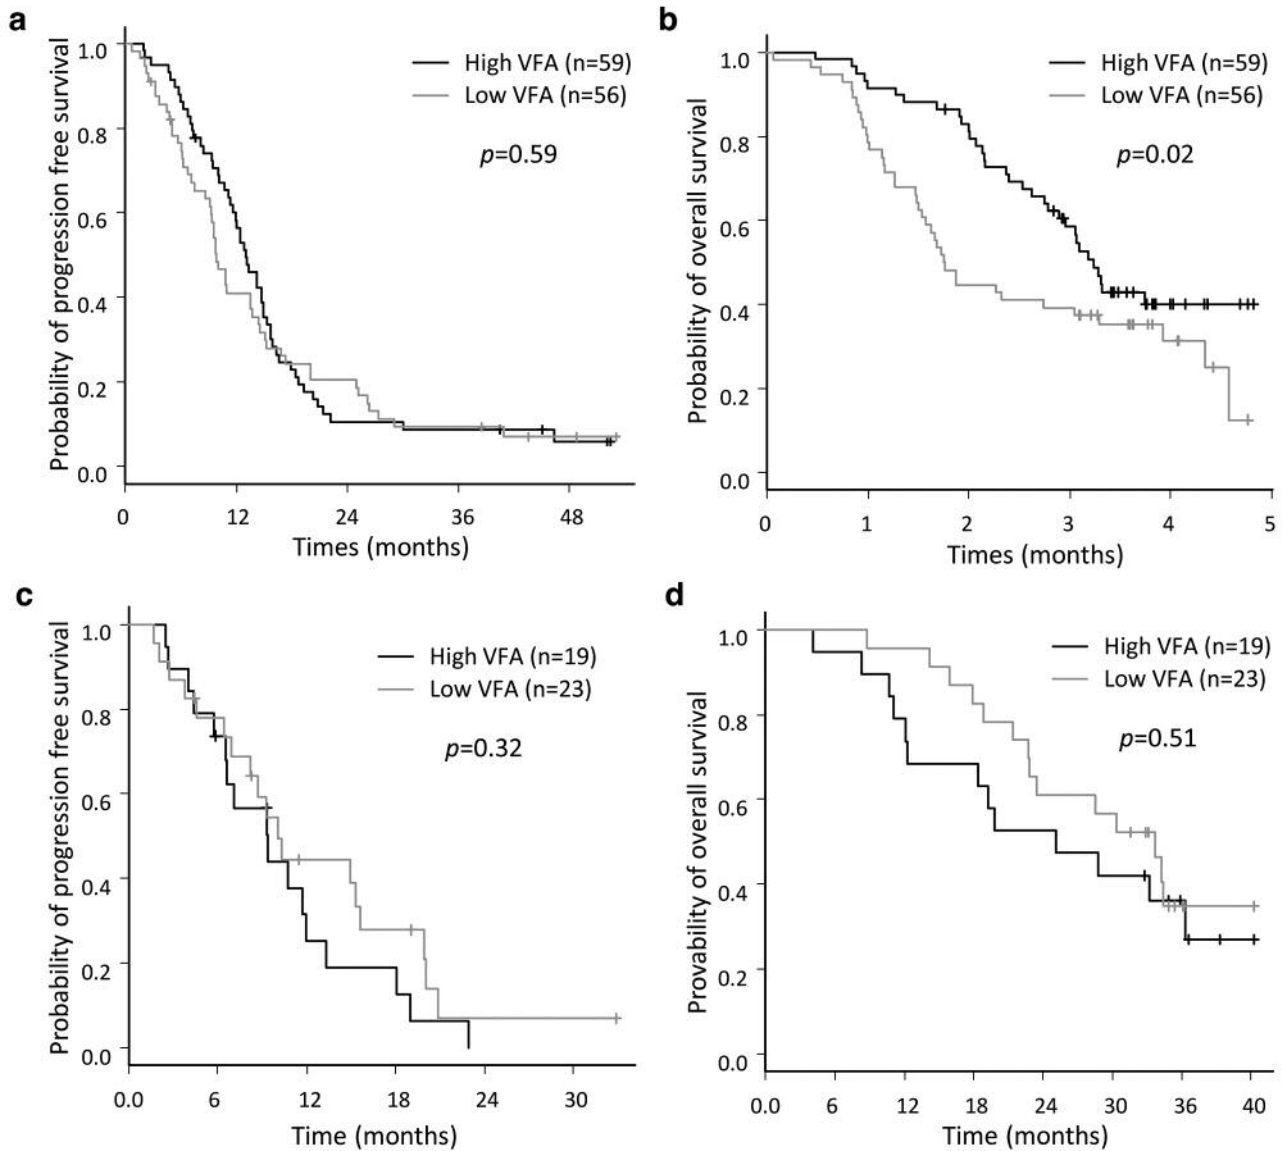 a
Probability of progression free survival
1.0
0.8
0.6
0.4
0.2
0.0
High VFA (n=59)
Low VFA (n=56)
p=0.59
0 12 24 36 48
Times (months)
b
Probability of overall survival
1.0
0.8
0.6
0.4
0.2
0.0
High VFA (n=59)
Low VFA (n=56)
p=0.02
0 1 2 3 4 5
Times (months)
c
Probability of progression free survival
1.0
0.8
0.6
0.4
0.2
0.0
High VFA (n=19)
Low VFA (n=23)
p=0.32
0.0 6 12 18 24 30
Time (months)
d
Provability of overall survival
1.0
0.8
0.6
0.4
0.2
0.0
High VFA (n=19)
Low VFA (n=23)
p=0.51
0.0 6 12 18 24 30 36 40
Time (months)